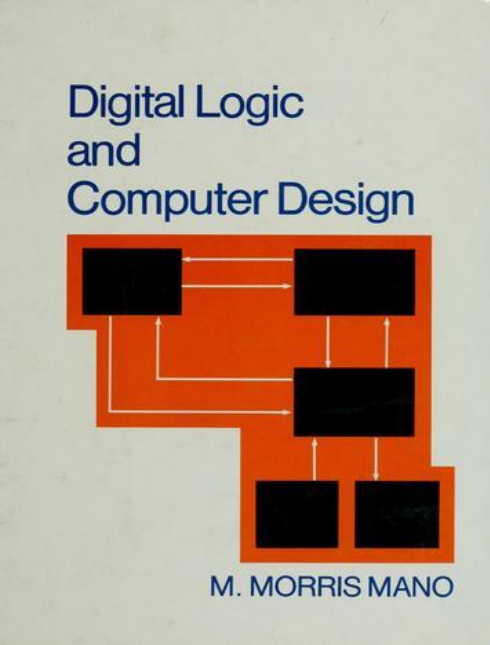 Digital Logic
and
Computer Design
M. MORRIS MANO